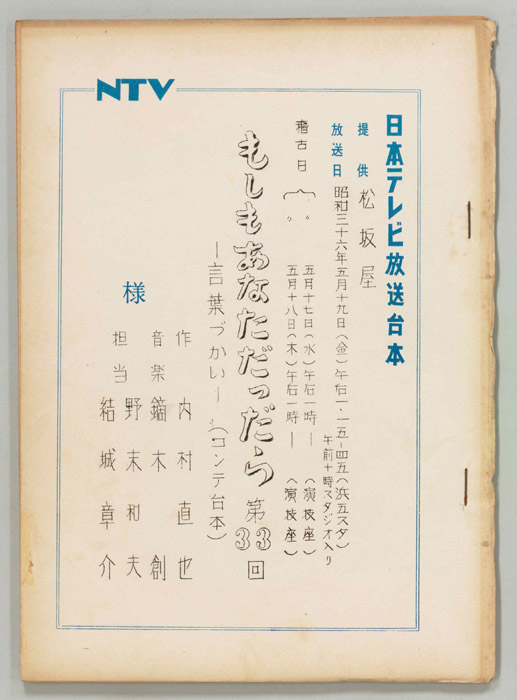 NTV
日本テレビ放送台本
提供 松坂屋
放送日 昭和三十六年五月十九日(金)午后一・一五―四五(浜五スタ)
午前十時スタジオ入り
稽古日 五月十七日(水)午后一時―(演技座)
〃 〃 五月十八日(木)午后一時―(演技座)
もしもあなただったら 第33回
―言葉づかい―(コンテ台本)
作 内村直也
音楽 鏑木創
担当 野末和夫
結城章介
様